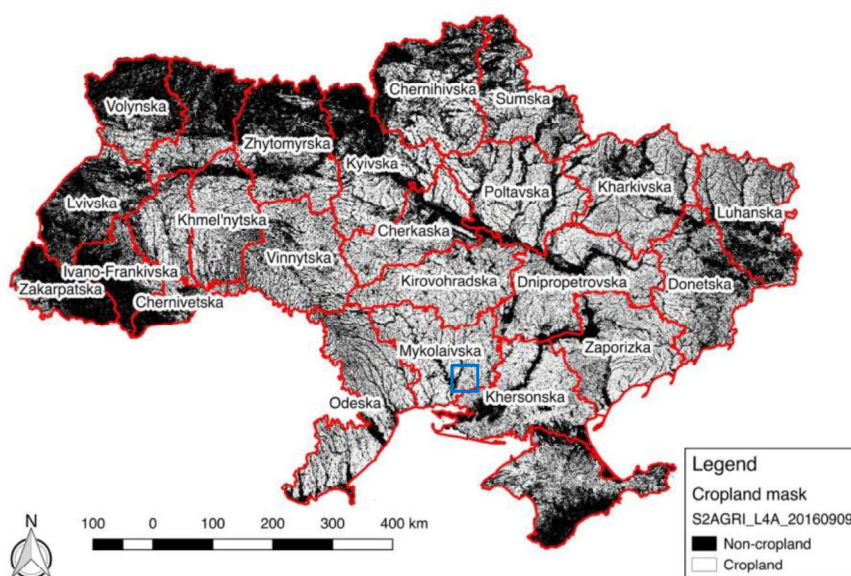 Chernihivska
Sumska
Volynska
Zhytomyrska
Kyivska
Poltavska
Kharkivska
Lvivska
Khmel'nytska
Cherkaska
Luhanska
Vinnytska
Ivano-Frankivska
Zakarpatska
Chernivetska
Kirovohradska
Dnipropetrovska
Donetska
Mykolaivska
Zaporizka
Odeska
Khersonska
N
100 0 100 200 300 400 km
Legend
Cropland mask
S2AGRI_L4A_20160909
Non-cropland
Cropland